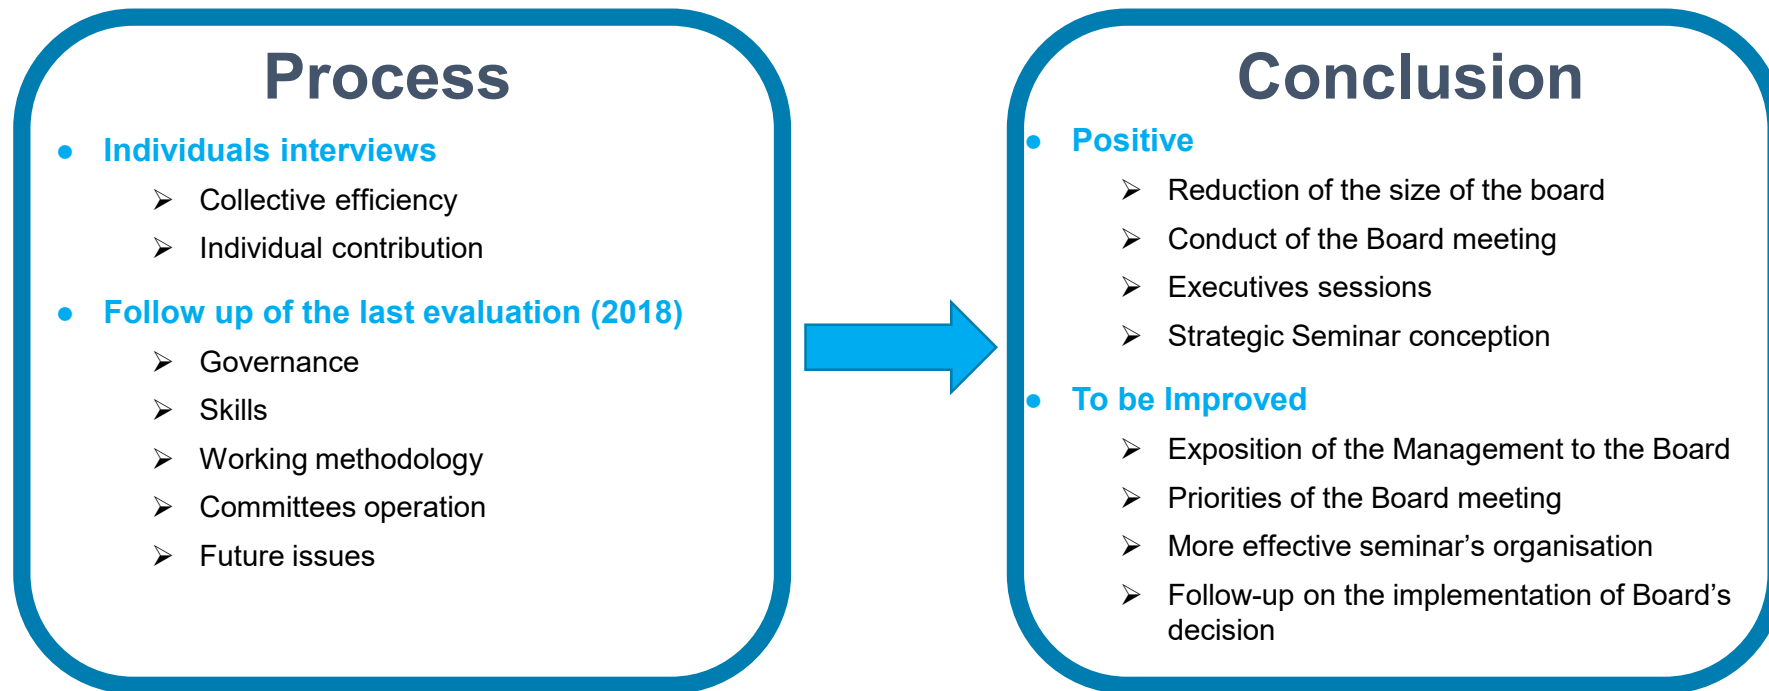 Process
● Individuals interviews
➢ Collective efficiency
➢ Individual contribution
● Follow up of the last evaluation (2018)
➢ Governance
➢ Skills
➢ Working methodology
➢ Committees operation
➢ Future issues
Conclusion
● Positive
➢ Reduction of the size of the board
➢ Conduct of the Board meeting
➢ Executives sessions
➢ Strategic Seminar conception
● To be Improved
➢ Exposition of the Management to the Board
➢ Priorities of the Board meeting
➢ More effective seminar’s organisation
➢ Follow-up on the implementation of Board’s
decision